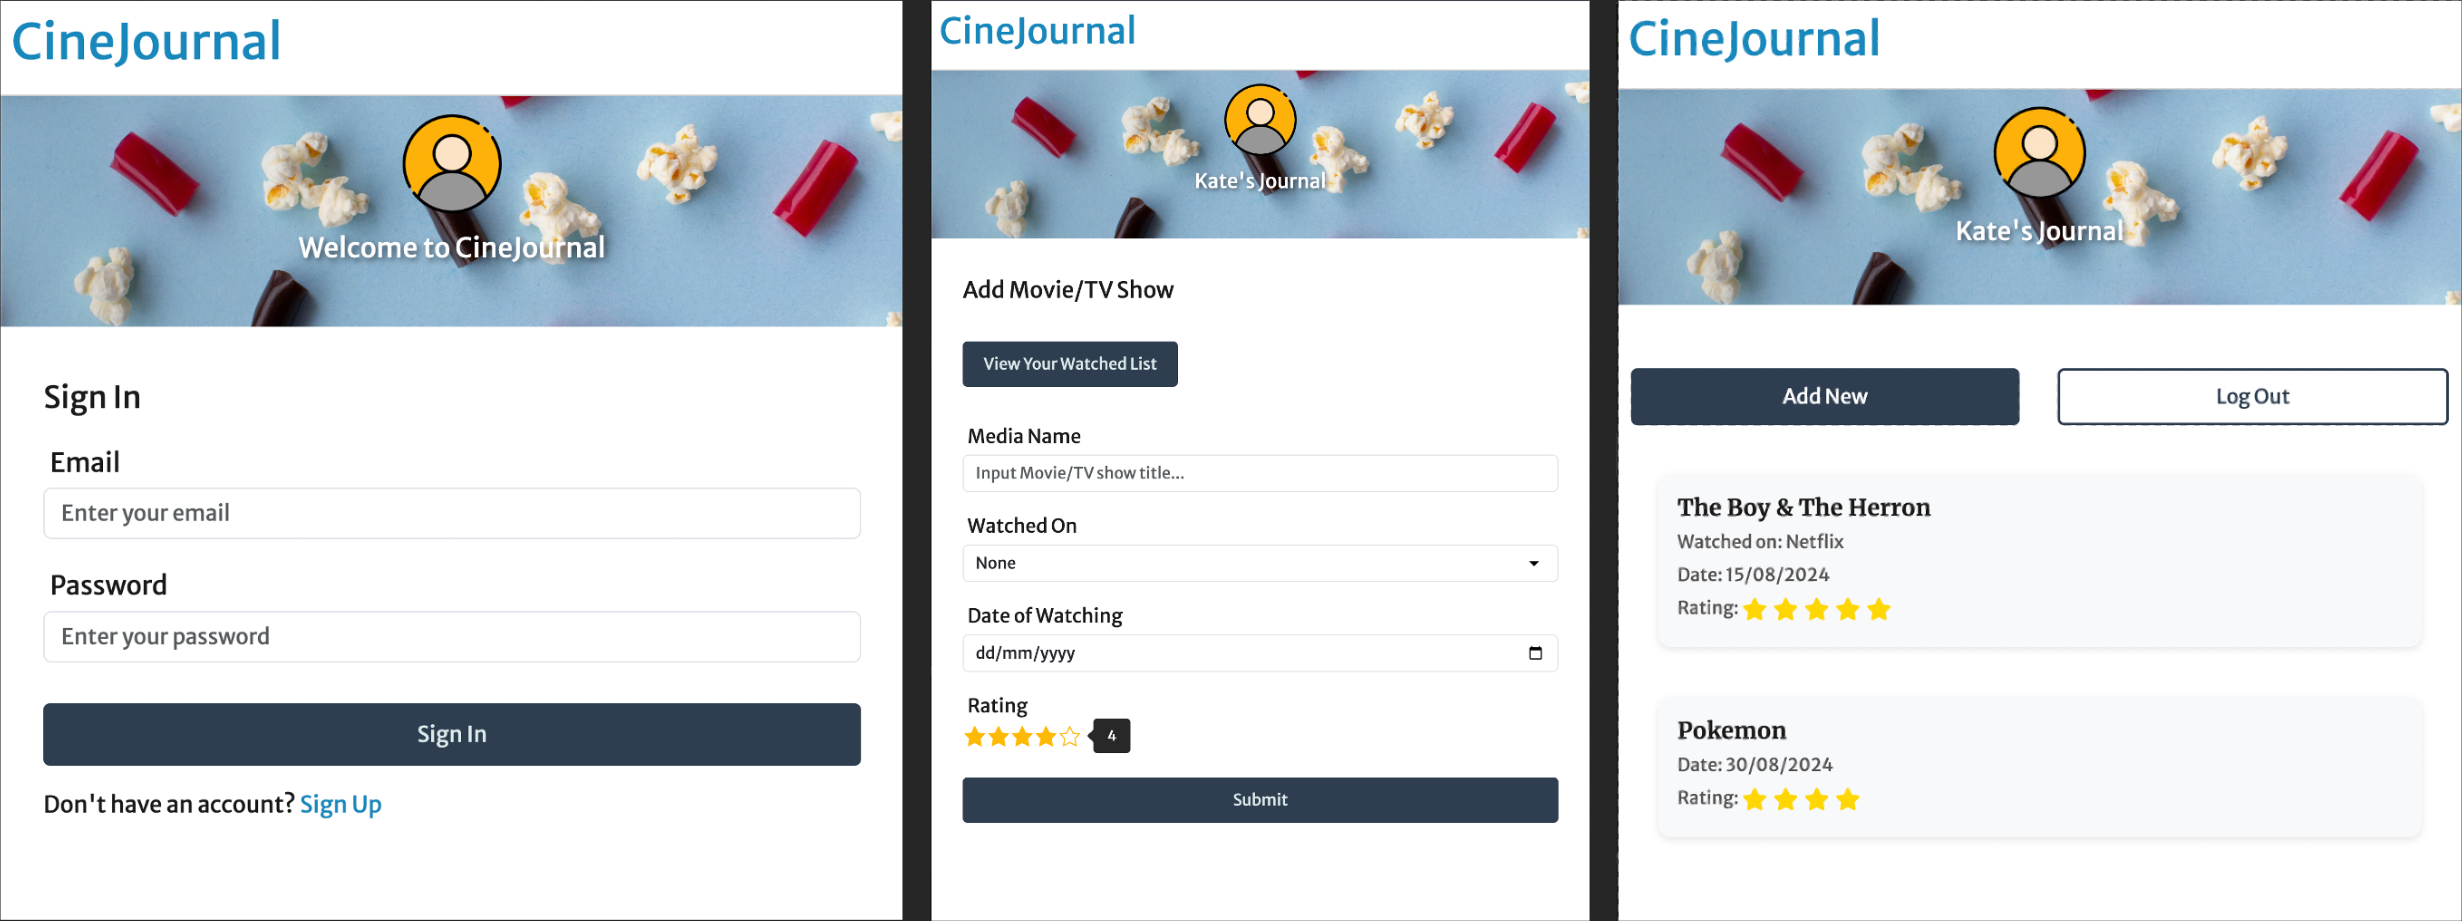 CineJournal
Welcome to CineJournal
Sign In
Email
Enter your email
Password
Enter your password
Sign In
Don't have an account? Sign Up
CineJournal
Kate's Journal
Add Movie/TV Show
View Your Watched List
Media Name
Input Movie/TV show title...
Watched On
None
Date of Watching
dd/mm/yyyy
Rating
4
Submit
CineJournal
Kate's Journal
Add New
Log Out
The Boy & The Herron
Watched on: Netflix
Date: 15/08/2024
Rating:
Pokemon
Date: 30/08/2024
Rating: